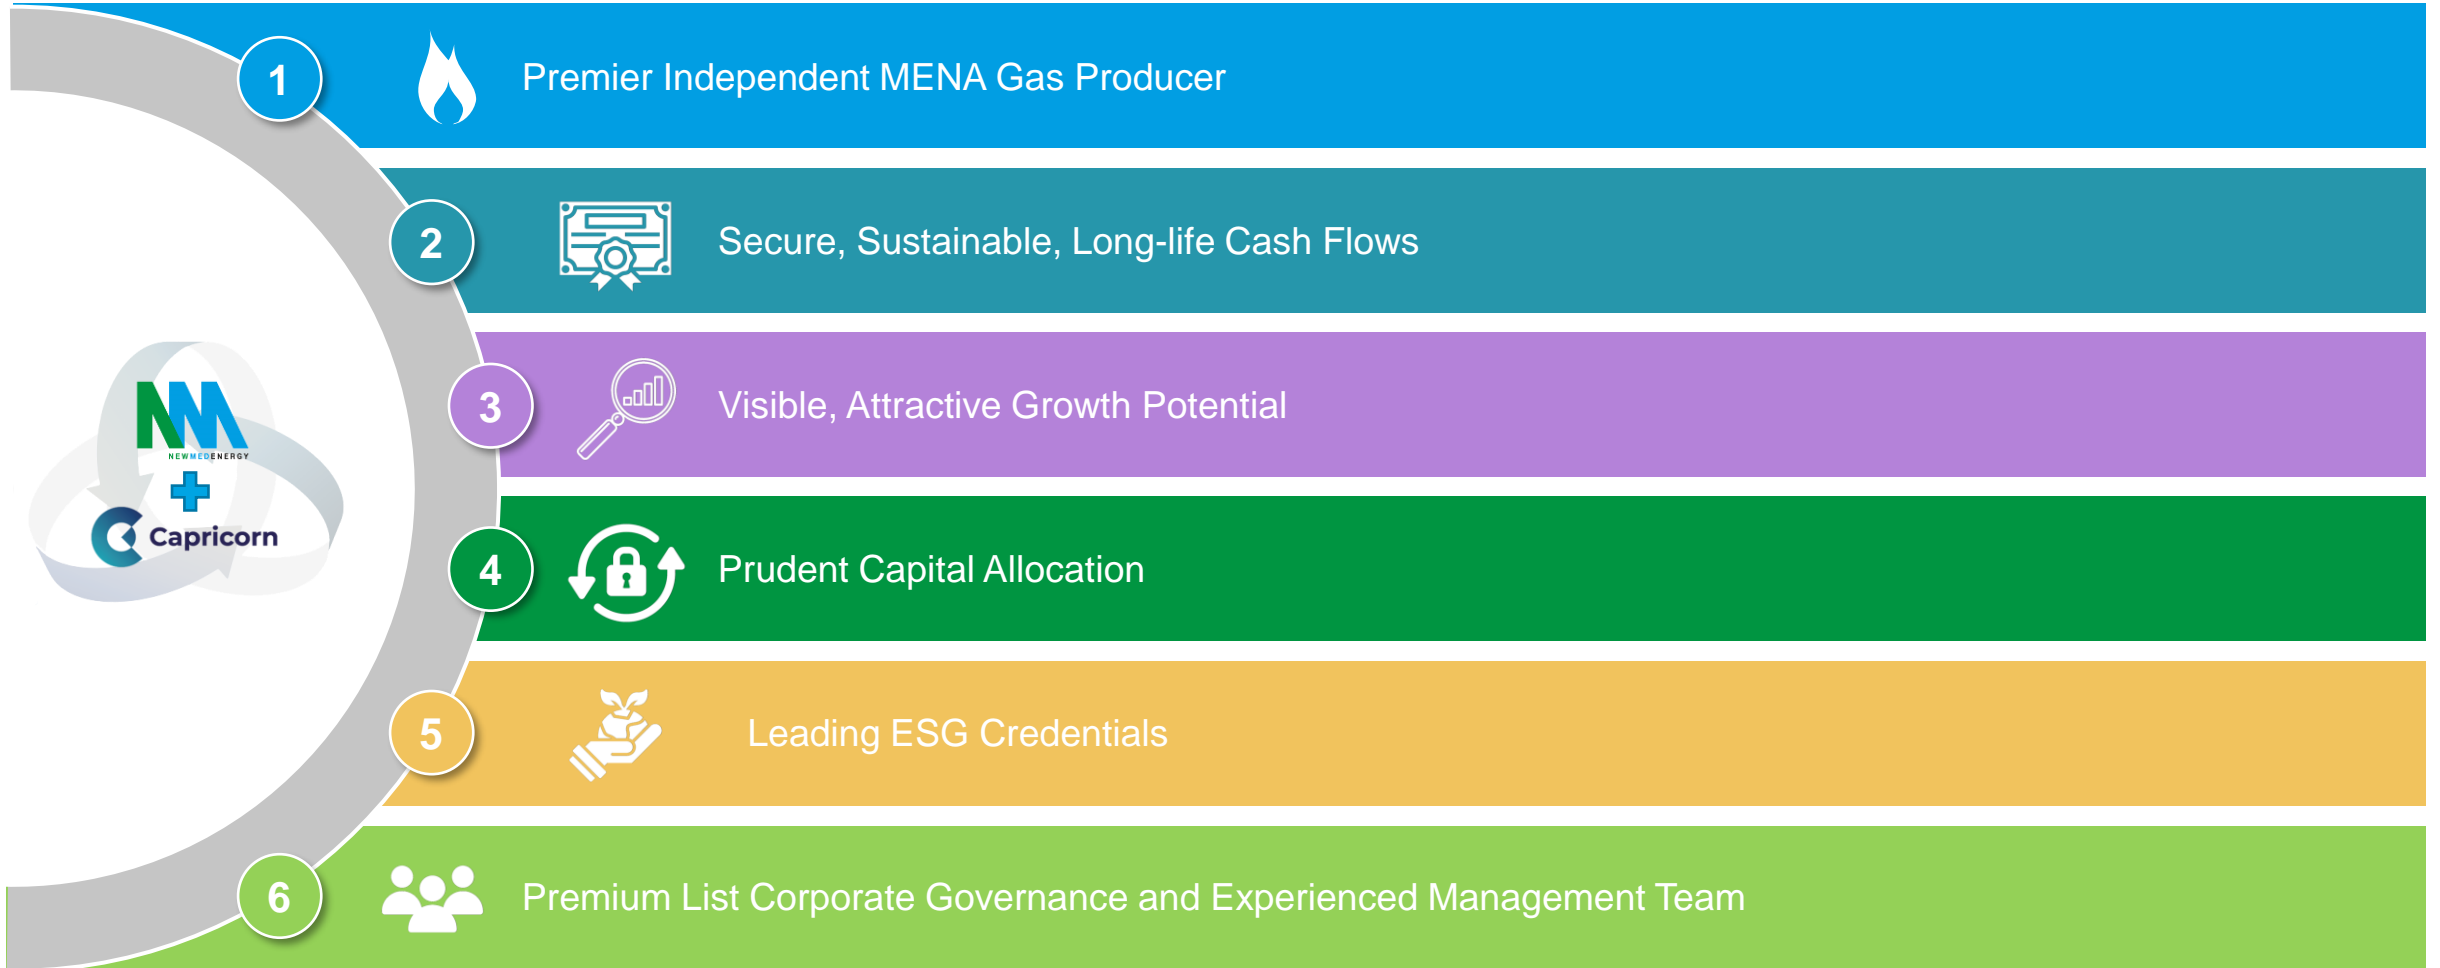 1
Premier Independent MENA Gas Producer
2
Secure, Sustainable, Long-life Cash Flows
3
Visible, Attractive Growth Potential
NEWMEDENERGY
Capricorn
4
Prudent Capital Allocation
5
Leading ESG Credentials
6
Premium List Corporate Governance and Experienced Management Team